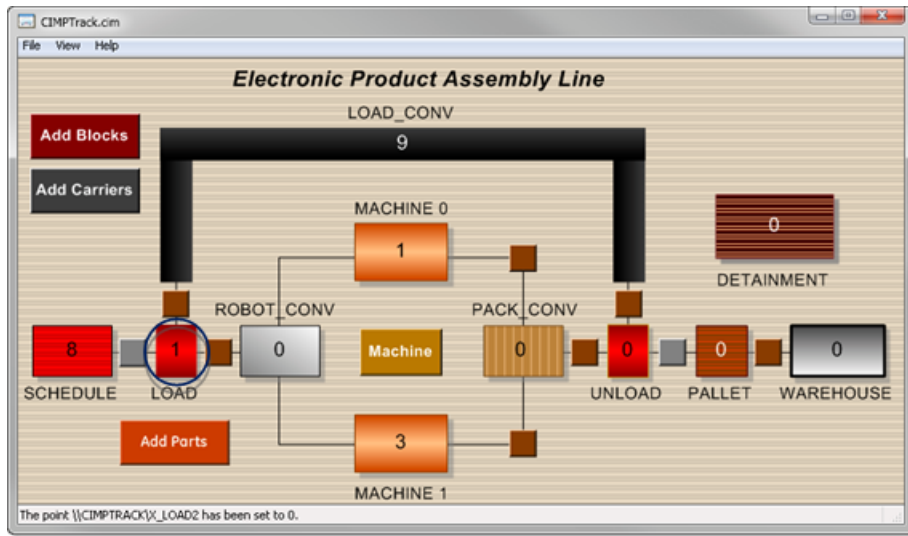 CIMPTrack.cim
File View Help
Electronic Product Assembly Line
LOAD_CONV
Add Blocks
9
Add Carriers
MACHINE 0
0
1
DETAINMENT
ROBOT_CONV
PACK_CONV
8
1
0
Machine
0
0
0
0
SCHEDULE
LOAD
UNLOAD
PALLET
WAREHOUSE
Add Parts
3
MACHINE 1
The point \\CIMPTRACK\X_LOAD2 has been set to 0.